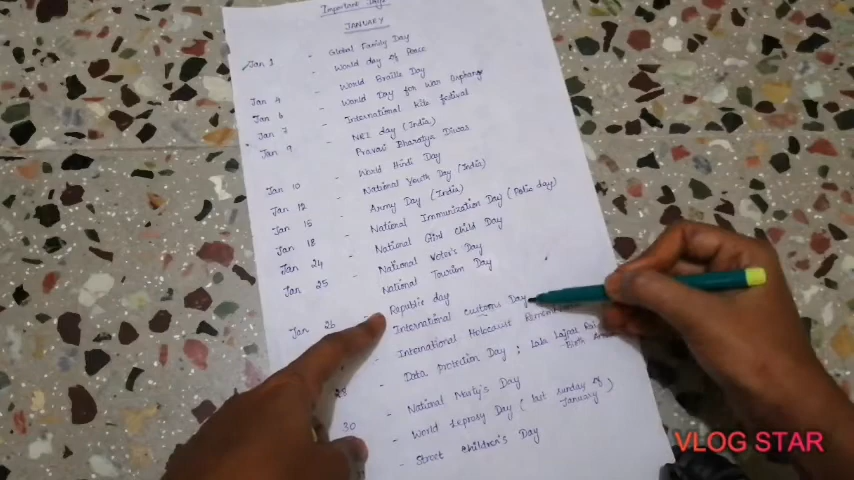 Important Days
JANUARY
Jan 1 - Global Family Day
- World day of Peace
Jan 4 - World Braille Day
Jan 6 - World Day for War Orphans
Jan 7 - International kite festival
Jan 9 - NRI day (India)
Pravasi Bharatya Diwas
Jan 10 - World Hindi Day
Jan 12 - National Youth Day (India)
Jan 15 - Army Day (India)
Jan 18 - National Immunization Day (Polio day)
Jan 24 - National Girl Child Day
Jan 25 - National Voter's Day
National Tourism Day
Jan 26 - Republic day
International Customs Day
- International Holocaust
28 - Data Protection Day ; Lala Lajpat
Birth
30 - National Marty's Day
- World leprosy Day ( last sunday of
January )
- Street children's Day
VLOG STAR